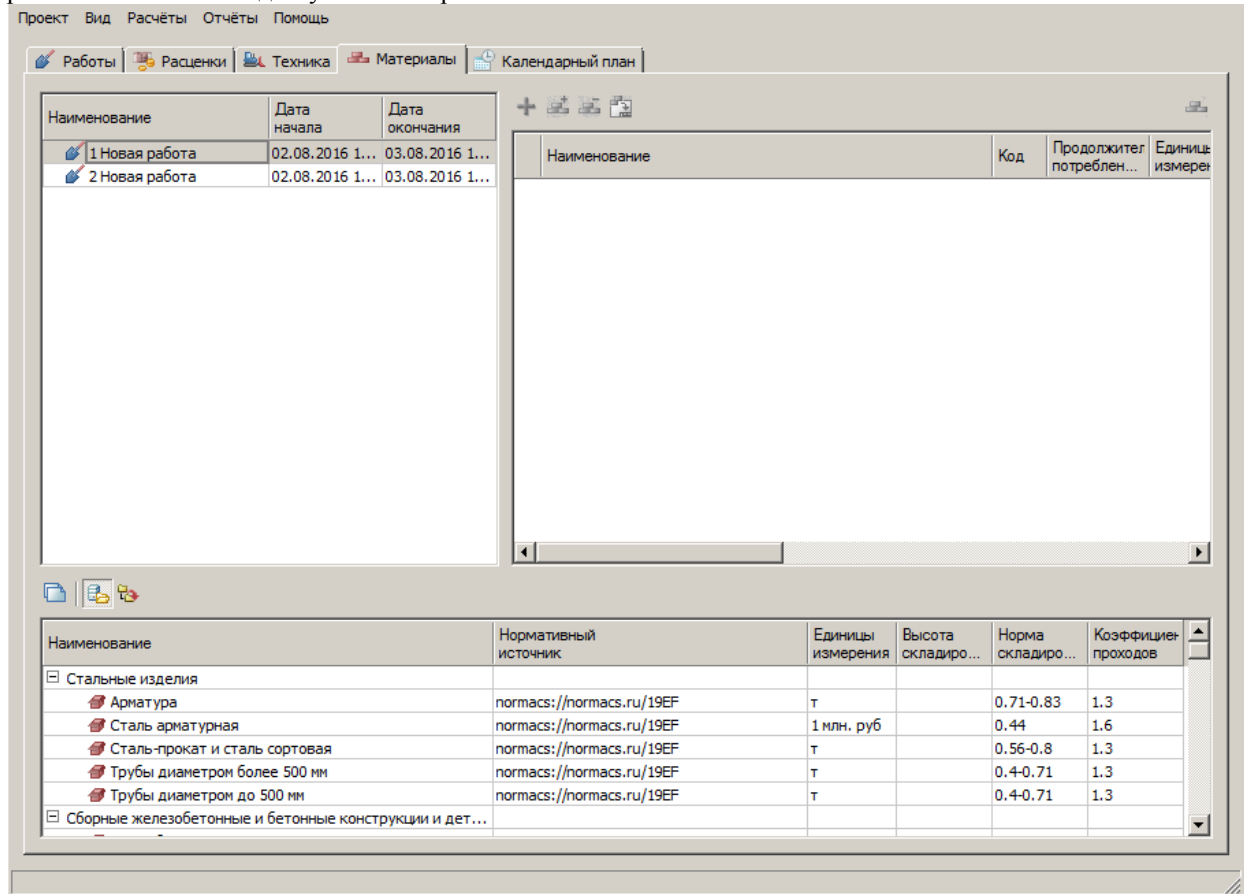 Проект Вид Расчёты Отчёты Помощь
Работы Расценки Техника Материалы Календарный план
Наименование Дата начала Дата окончания
1 Новая работа 02.08.2016 1... 03.08.2016 1...
2 Новая работа 02.08.2016 1... 03.08.2016 1...
Наименование Код Продолжител потреблен... Единиць измерен
Наименование Нормативный источник Единицы измерения Высота складиро... Норма складиро... Коэффициен проходов
Стальные изделия
Арматура normacs://normacs.ru/19EF т 0.71-0.83 1.3
Сталь арматурная normacs://normacs.ru/19EF 1 млн. руб 0.44 1.6
Сталь-прокат и сталь сортовая normacs://normacs.ru/19EF т 0.56-0.8 1.3
Трубы диаметром более 500 мм normacs://normacs.ru/19EF т 0.4-0.71 1.3
Трубы диаметром до 500 мм normacs://normacs.ru/19EF т 0.4-0.71 1.3
Сборные железобетонные и бетонные конструкции и дет...